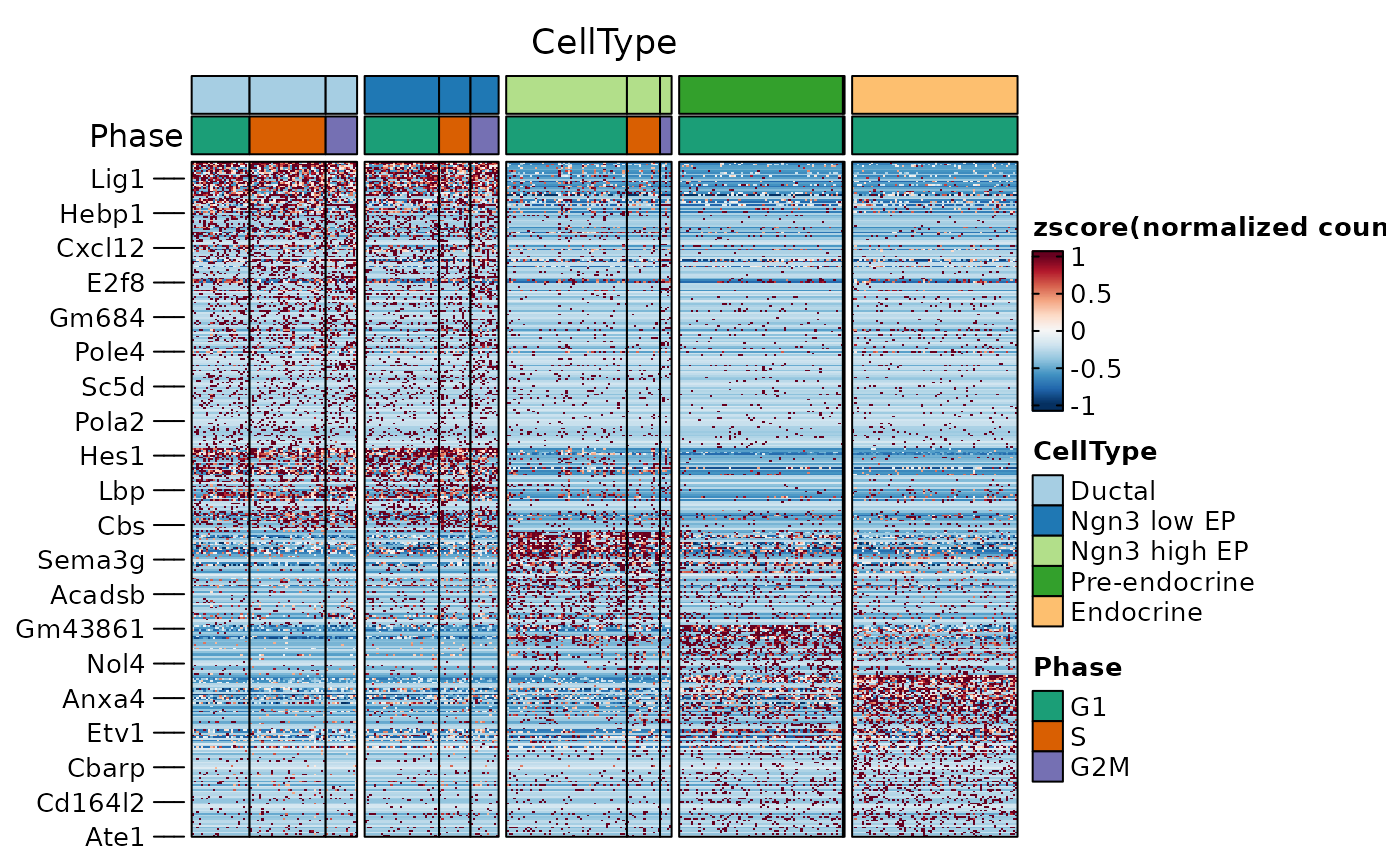 CellType
Phase
Lig1
Hebp1
Cxcl12
E2f8
Gm684
Pole4
Sc5d
Pola2
Hes1
Lbp
Cbs
Sema3g
Acadsb
Gm43861
Nol4
Anxa4
Etv1
Cbarp
Cd164l2
Ate1
zscore(normalized coun
1
0.5
0
-0.5
-1
CellType
Ductal
Ngn3 low EP
Ngn3 high EP
Pre-endocrine
Endocrine
Phase
G1
S
G2M